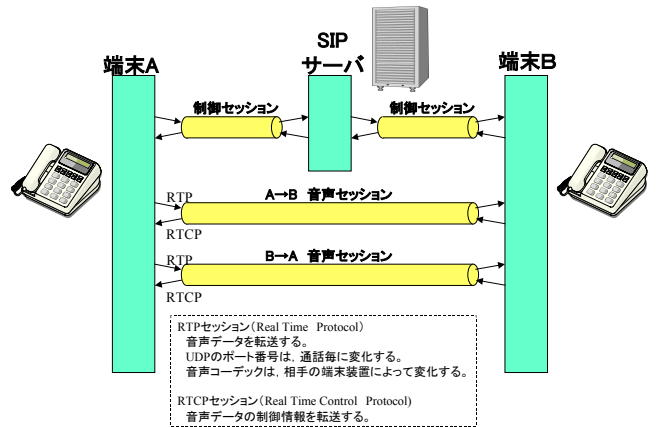 SIP
サーバ
端末A
端末B
制御セッション
制御セッション
RTP
A→B 音声セッション
RTCP
RTP
B→A 音声セッション
RTCP
RTPセッション(Real Time Protocol)
音声データを転送する。
UDPのポート番号は，通話毎に変化する。
音声コーデックは，相手の端末装置によって変化する。
RTCPセッション(Real Time Control Protocol)
音声データの制御情報を転送する。